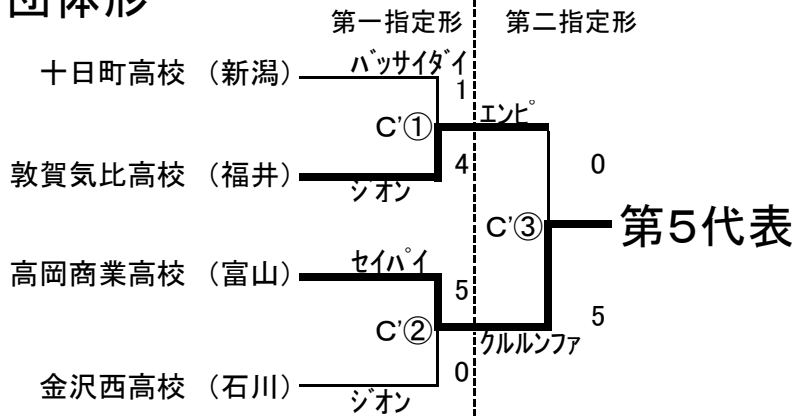 団体形
第一指定形 第二指定形
十日町高校 （新潟） バッサイダイ
1
C'① エンピ
敦賀気比高校 （福井） ジオン
4
0
C'③ 第5代表
高岡商業高校 （富山） セイパイ
5
5
C'② クルルンファ
0
金沢西高校 （石川） ジオン